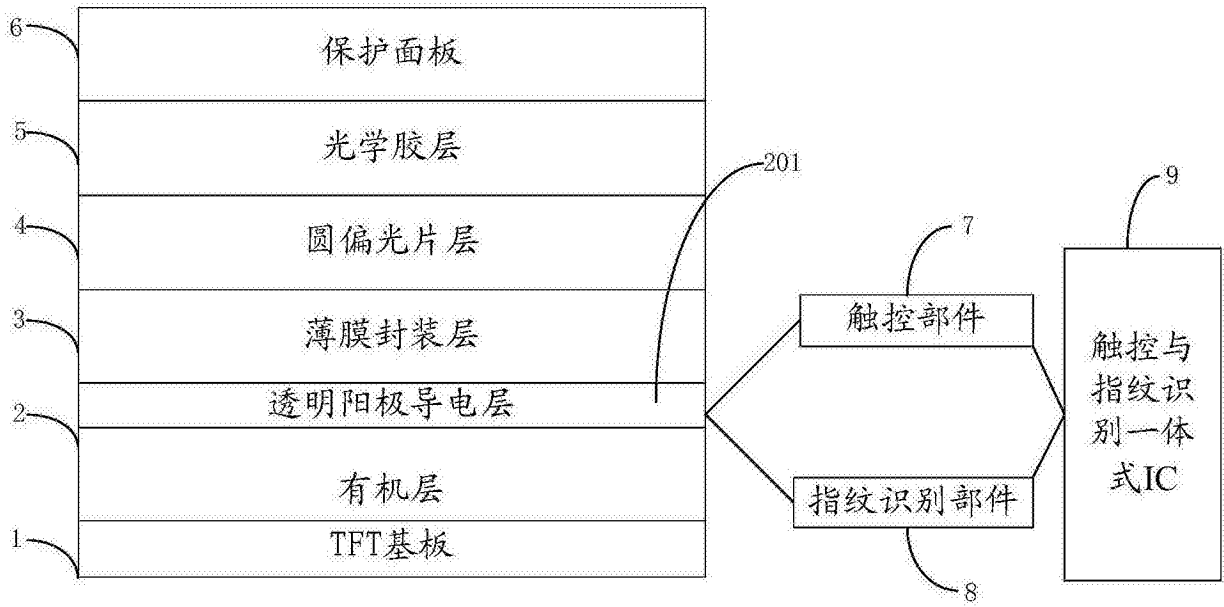 6
保护面板
5
光学胶层
201
4
圆偏光片层
9
7
3
薄膜封装层
触控部件
触控与
指纹识
别一体
式IC
透明阳极导电层
2
有机层
指纹识别部件
1
TFT基板
8